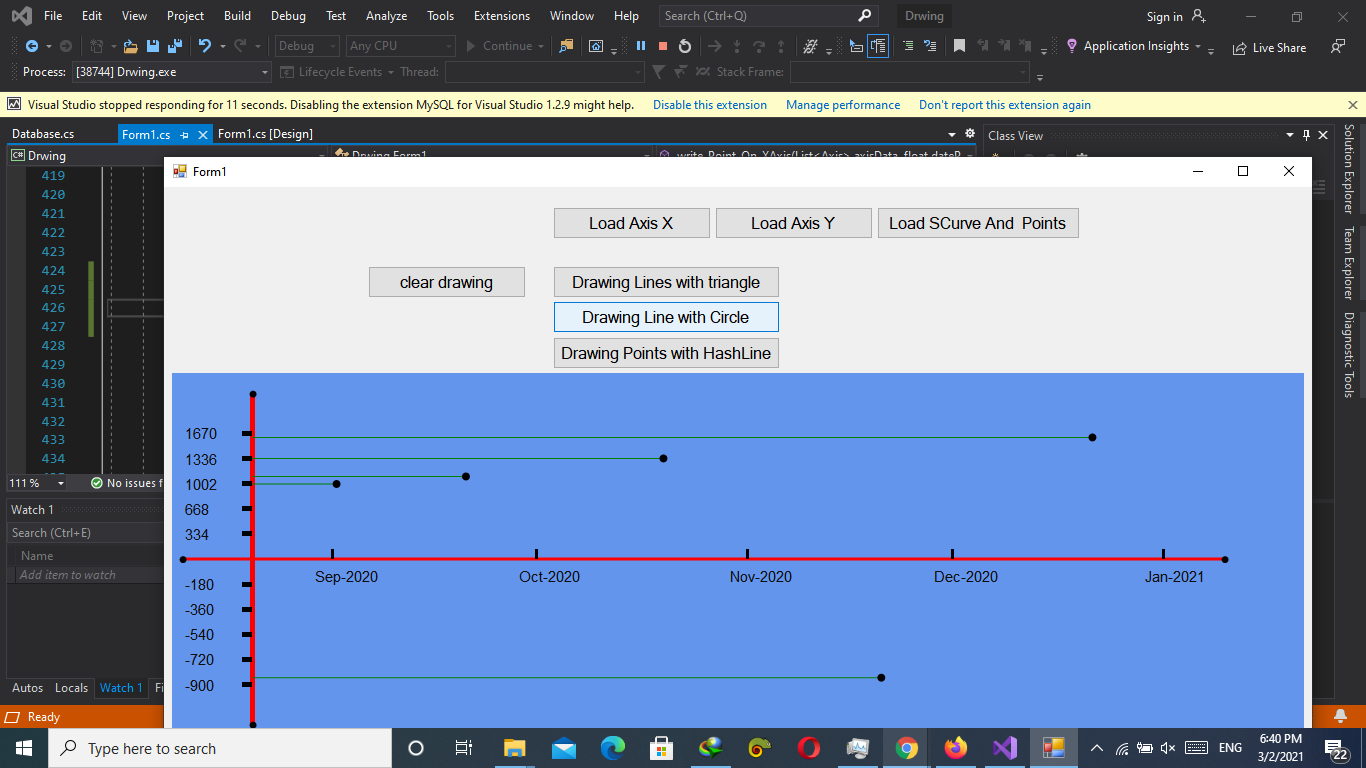 File Edit View Project Build Debug Test Analyze Tools Extensions Window Help Search (Ctrl+Q) Drwing Sign in
Debug Any CPU Continue Application Insights Live Share
Process: [38744] Drwing.exe Lifecycle Events Thread: Stack Frame:
Visual Studio stopped responding for 11 seconds. Disabling the extension MySQL for Visual Studio 1.2.9 might help. Disable this extension Manage performance Don't report this extension again
Database.cs Form1.cs Form1.cs [Design] Class View
C# Drwing Drwing.Form1 write_Point_On_XAxis(List<Axis> axisData, float dateP
Solution Explorer
Team Explorer
Diagnostic Tools
419
420
421
422
423
424
425
426
427
428
429
430
431
432
433
434
111 % No issues f
Watch 1
Search (Ctrl+E)
Name
Add item to watch
Autos Locals Watch 1 Fi
Ready
Form1
Load Axis X Load Axis Y Load SCurve And Points
clear drawing Drawing Lines with triangle
Drawing Line with Circle
Drawing Points with HashLine
1670
1336
1002
668
334
Sep-2020 Oct-2020 Nov-2020 Dec-2020 Jan-2021
-180
-360
-540
-720
-900
Type here to search ENG 6:40 PM
3/2/2021 22